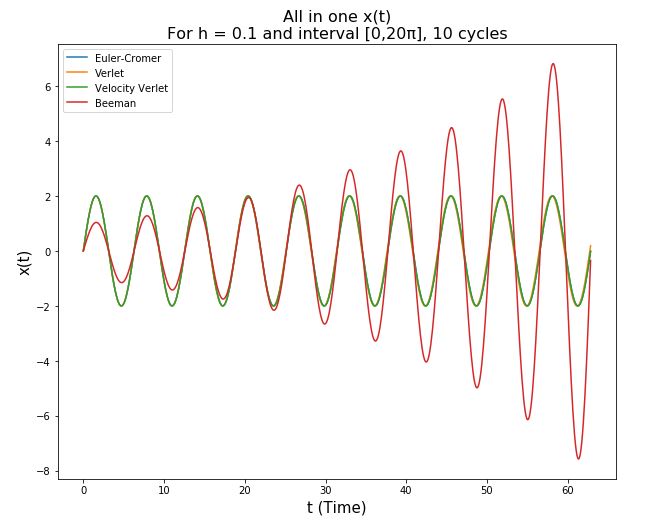 All in one x(t)
For h = 0.1 and interval [0,20π], 10 cycles
Euler-Cromer
Verlet
Velocity Verlet
Beeman
6
4
2
0
−2
−4
−6
−8
x(t)
0
10
20
30
40
50
60
t (Time)